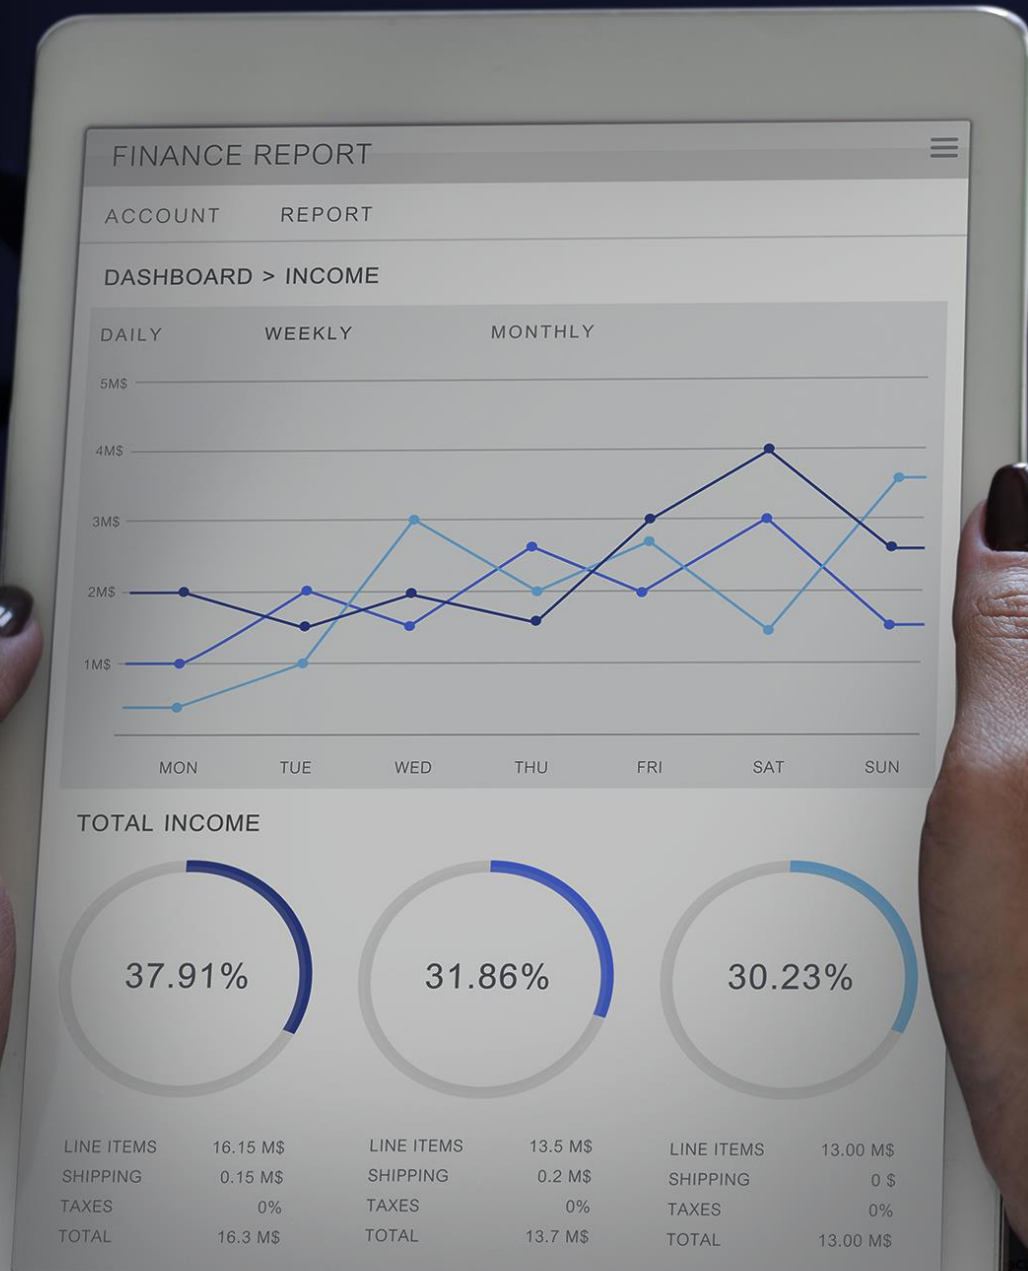 FINANCE REPORT
ACCOUNT REPORT
DASHBOARD > INCOME
DAILY WEEKLY MONTHLY
5M$
4M$
3M$
2M$
1M$
MON TUE WED THU FRI SAT SUN
TOTAL INCOME
37.91% 31.86% 30.23%
LINE ITEMS 16.15 M$ LINE ITEMS 13.5 M$ LINE ITEMS 13.00 M$
SHIPPING 0.15 M$ SHIPPING 0.2 M$ SHIPPING 0 $
TAXES 0% TAXES 0% TAXES 0%
TOTAL 16.3 M$ TOTAL 13.7 M$ TOTAL 13.00 M$